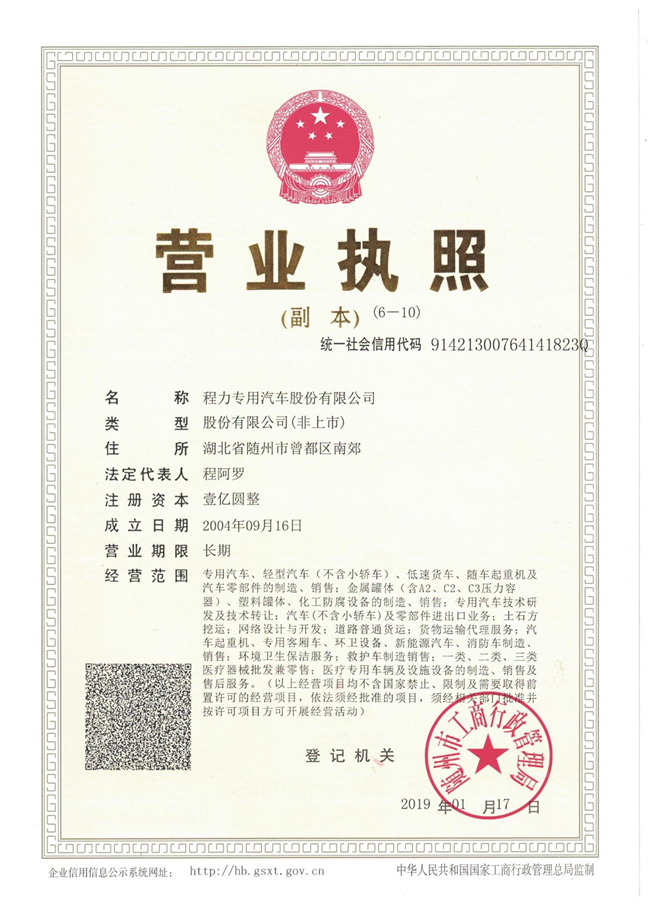 营业执照
(副 本) (6-10)
统一社会信用代码 91421300764141823Q
名 称 程力专用汽车股份有限公司
类 型 股份有限公司(非上市)
住 所 湖北省随州市曾都区南郊
法定代表人 程阿罗
注册资本 壹亿圆整
成立日期 2004年09月16日
营业期限 长期
经营范围 专用汽车、轻型汽车（不含小轿车）、低速货车、随车起重机及
汽车零部件的制造、销售；金属罐体（含A2、C2、C3压力容
器）、塑料罐体、化工防腐设备的制造、销售；专用汽车技术研
发及技术转让；汽车(不含小轿车)及零部件进出口业务；土石方
挖运；网络设计与开发；道路普通货运；货物运输代理服务；汽
车起重机、专用客厢车、环卫设备、新能源汽车、消防车制造、
销售；环境卫生保洁服务；救护车制造销售；一类、二类、三类
医疗器械批发兼零售；医疗专用车辆及设施设备的制造、销售及
售后服务。（以上经营项目均不含国家禁止、限制及需要取得前
置许可的经营项目，依法须经批准的项目，须经相关部门批准并
按许可项目方可开展经营活动）
登记机关
随州市工商行政管理局
2019 年01 月17 日
企业信用信息公示系统网址： http://hb.gsxt.gov.cn
中华人民共和国国家工商行政管理总局监制